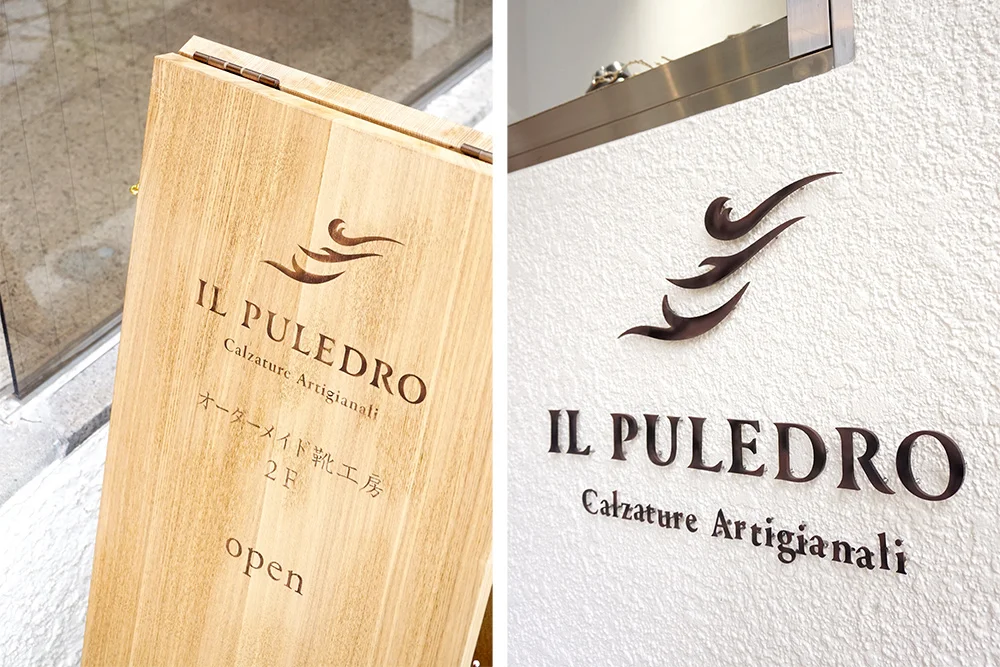 IL PULEDRO
Calzature Artigianali
オーダーメイド靴工房
2F
open
IL PULEDRO
Calzature Artigianali